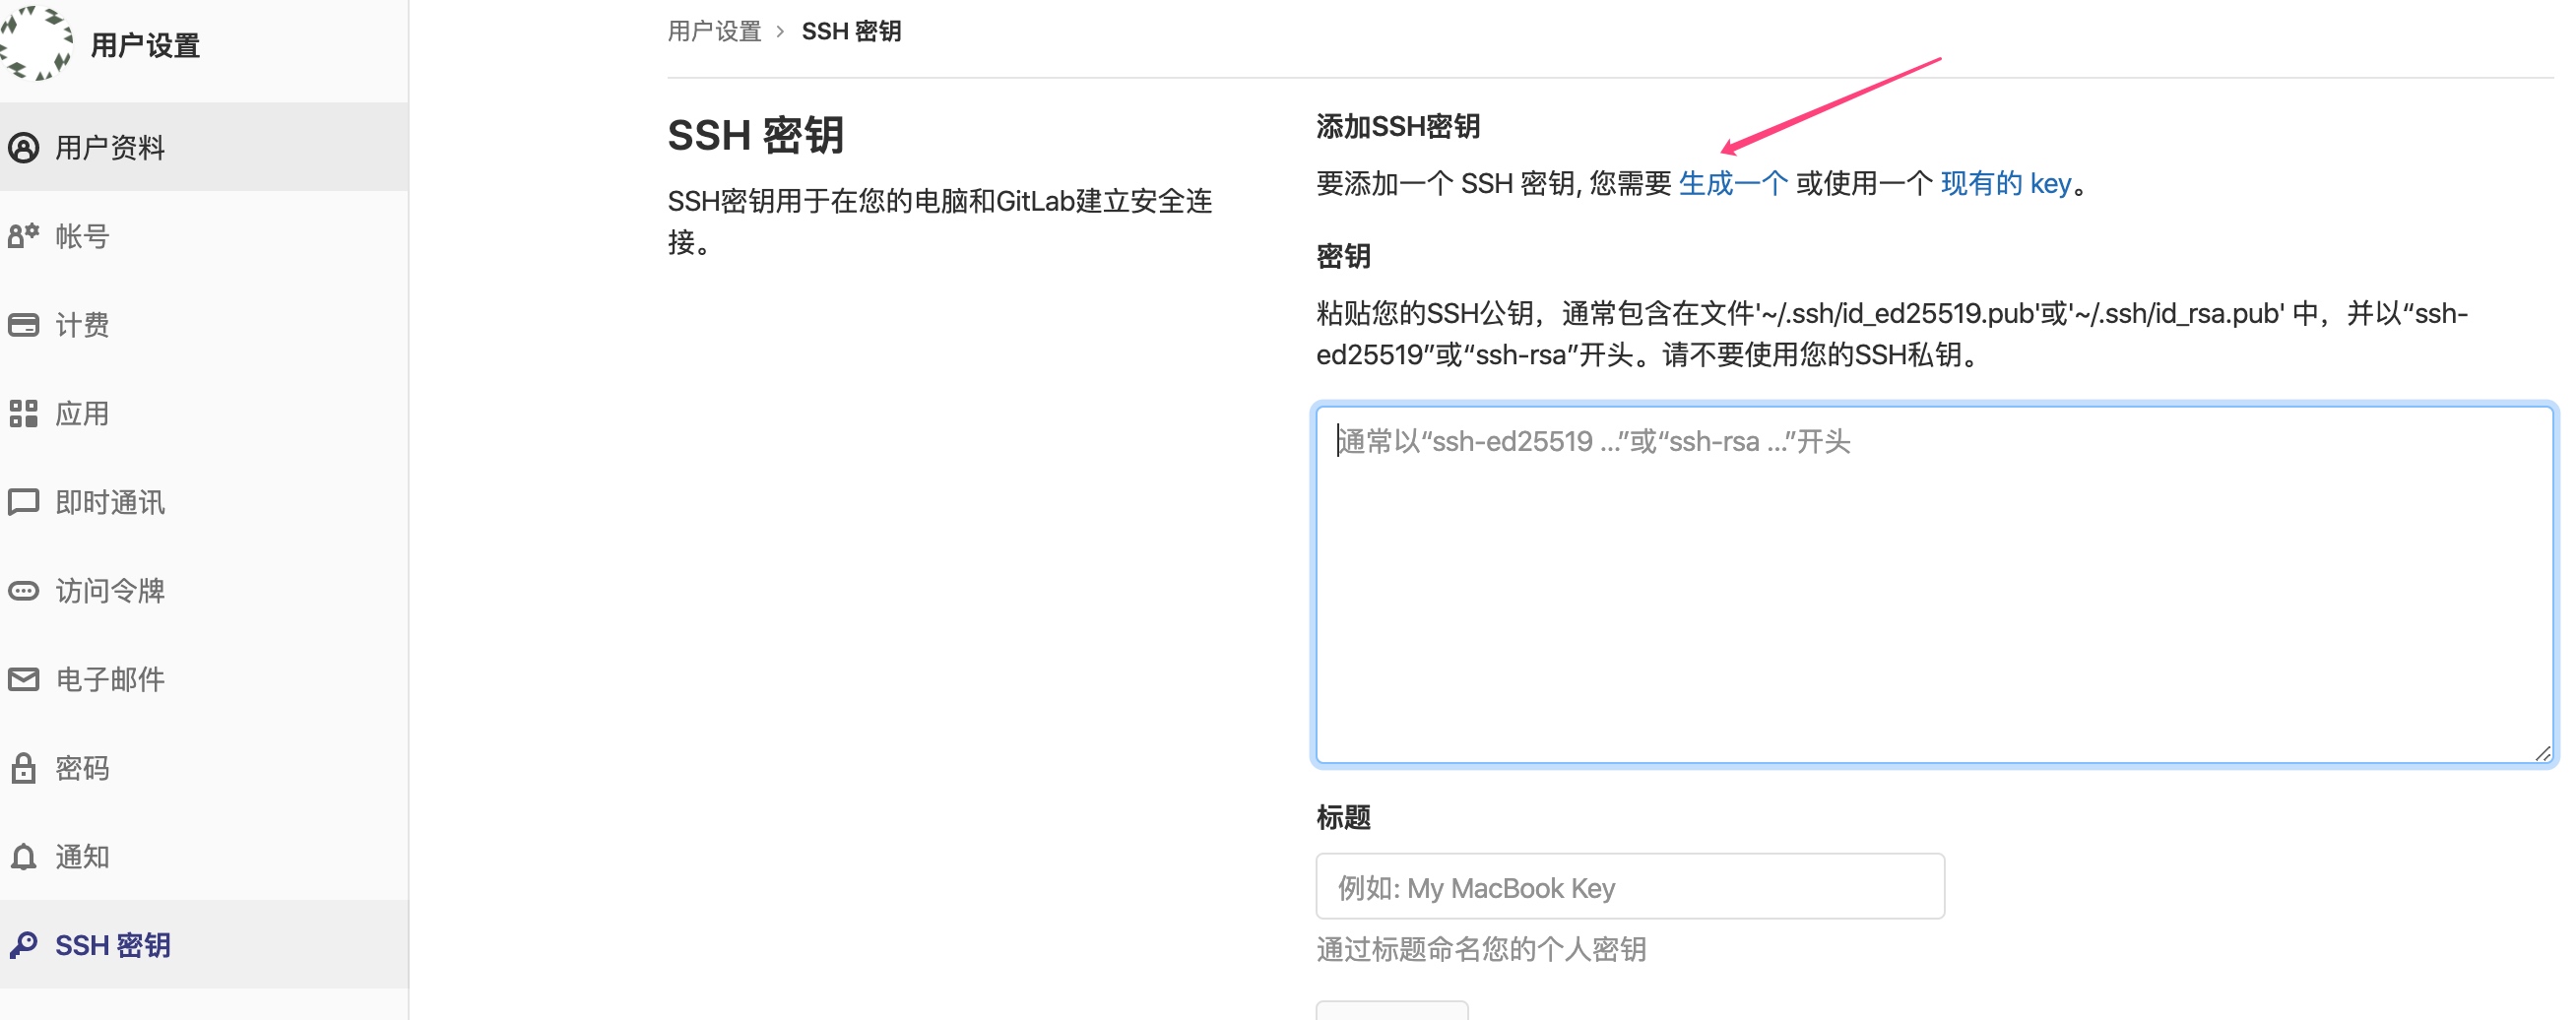 用户设置
用户资料
帐号
计费
应用
即时通讯
访问令牌
电子邮件
密码
通知
SSH 密钥
用户设置 › SSH 密钥
SSH 密钥
SSH密钥用于在您的电脑和GitLab建立安全连
接。
添加SSH密钥
要添加一个 SSH 密钥, 您需要 生成一个 或使用一个 现有的 key。
密钥
粘贴您的SSH公钥，通常包含在文件'~/.ssh/id_ed25519.pub'或'~/.ssh/id_rsa.pub' 中，并以“ssh-
ed25519”或“ssh-rsa”开头。请不要使用您的SSH私钥。
通常以“ssh-ed25519 ...”或“ssh-rsa ...”开头
标题
例如: My MacBook Key
通过标题命名您的个人密钥